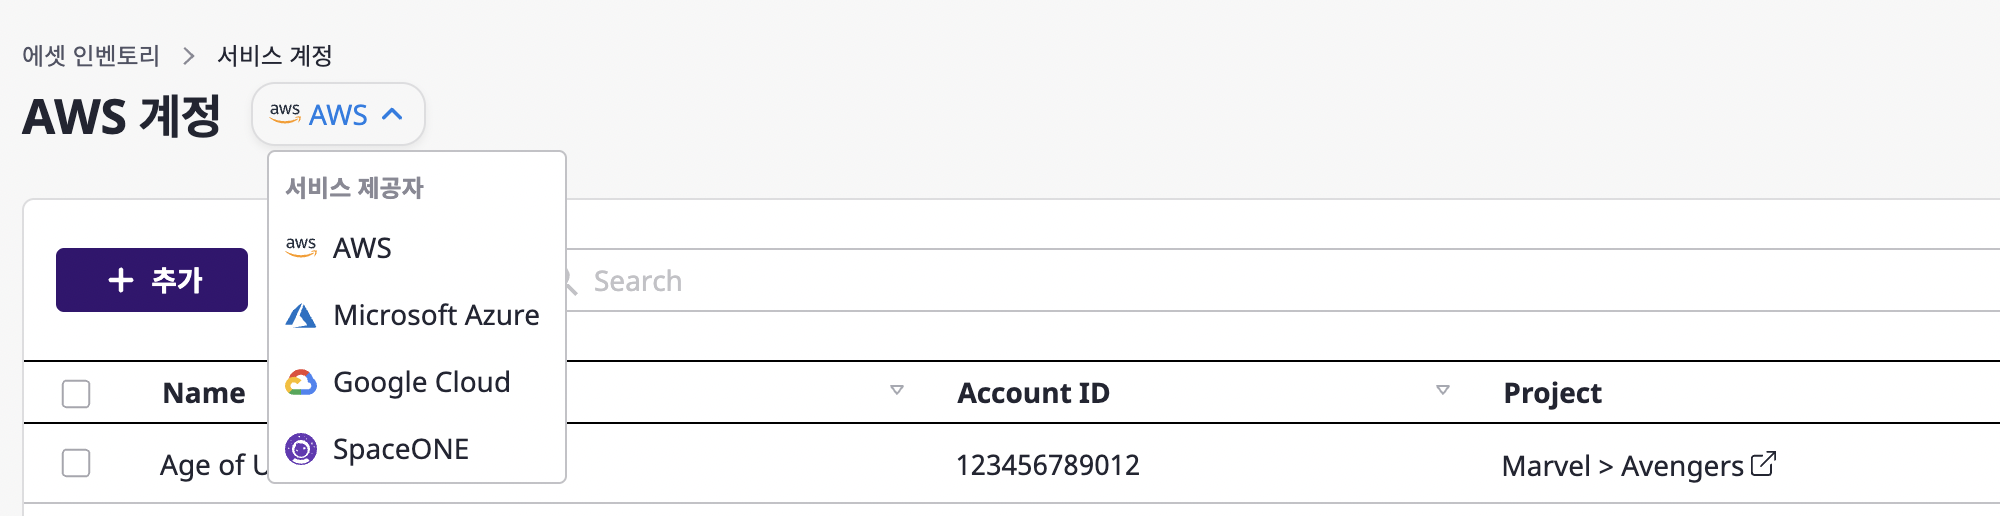 에셋 인벤토리 > 서비스 계정
AWS 계정
aws AWS
서비스 제공자
aws AWS
Microsoft Azure
Google Cloud
SpaceONE
+ 추가
Search
Name Account ID Project
Age of U 123456789012 Marvel > Avengers